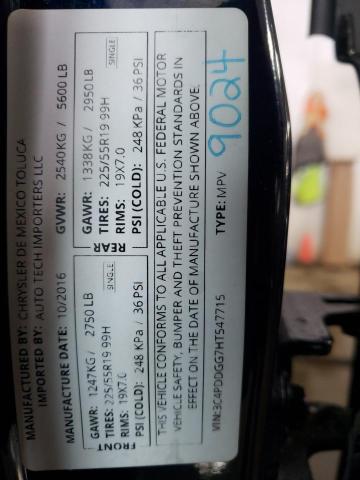 MANUFACTURED BY: CHRYSLER DE MEXICO TOLUCA
IMPORTED BY: AUTO TECH IMPORTERS LLC
MANUFACTURE DATE: 10/2016 GVWR: 2540KG / 5600 LB
FRONT
GAWR: 1247KG / 2750 LB
TIRES: 225/55R19 99H SINGLE
RIMS: 19X7.0
PSI (COLD): 248 KPa / 36 PSI
REAR
GAWR: 1338KG / 2950 LB
TIRES: 225/55R19 99H SINGLE
RIMS: 19X7.0
PSI (COLD): 248 KPa / 36 PSI
THIS VEHICLE CONFORMS TO ALL APPLICABLE U.S. FEDERAL MOTOR
VEHICLE SAFETY, BUMPER AND THEFT PREVENTION STANDARDS IN
EFFECT ON THE DATE OF MANUFACTURE SHOWN ABOVE.
VIN:3C4PDDGG7HT547715 TYPE: MPV
9024